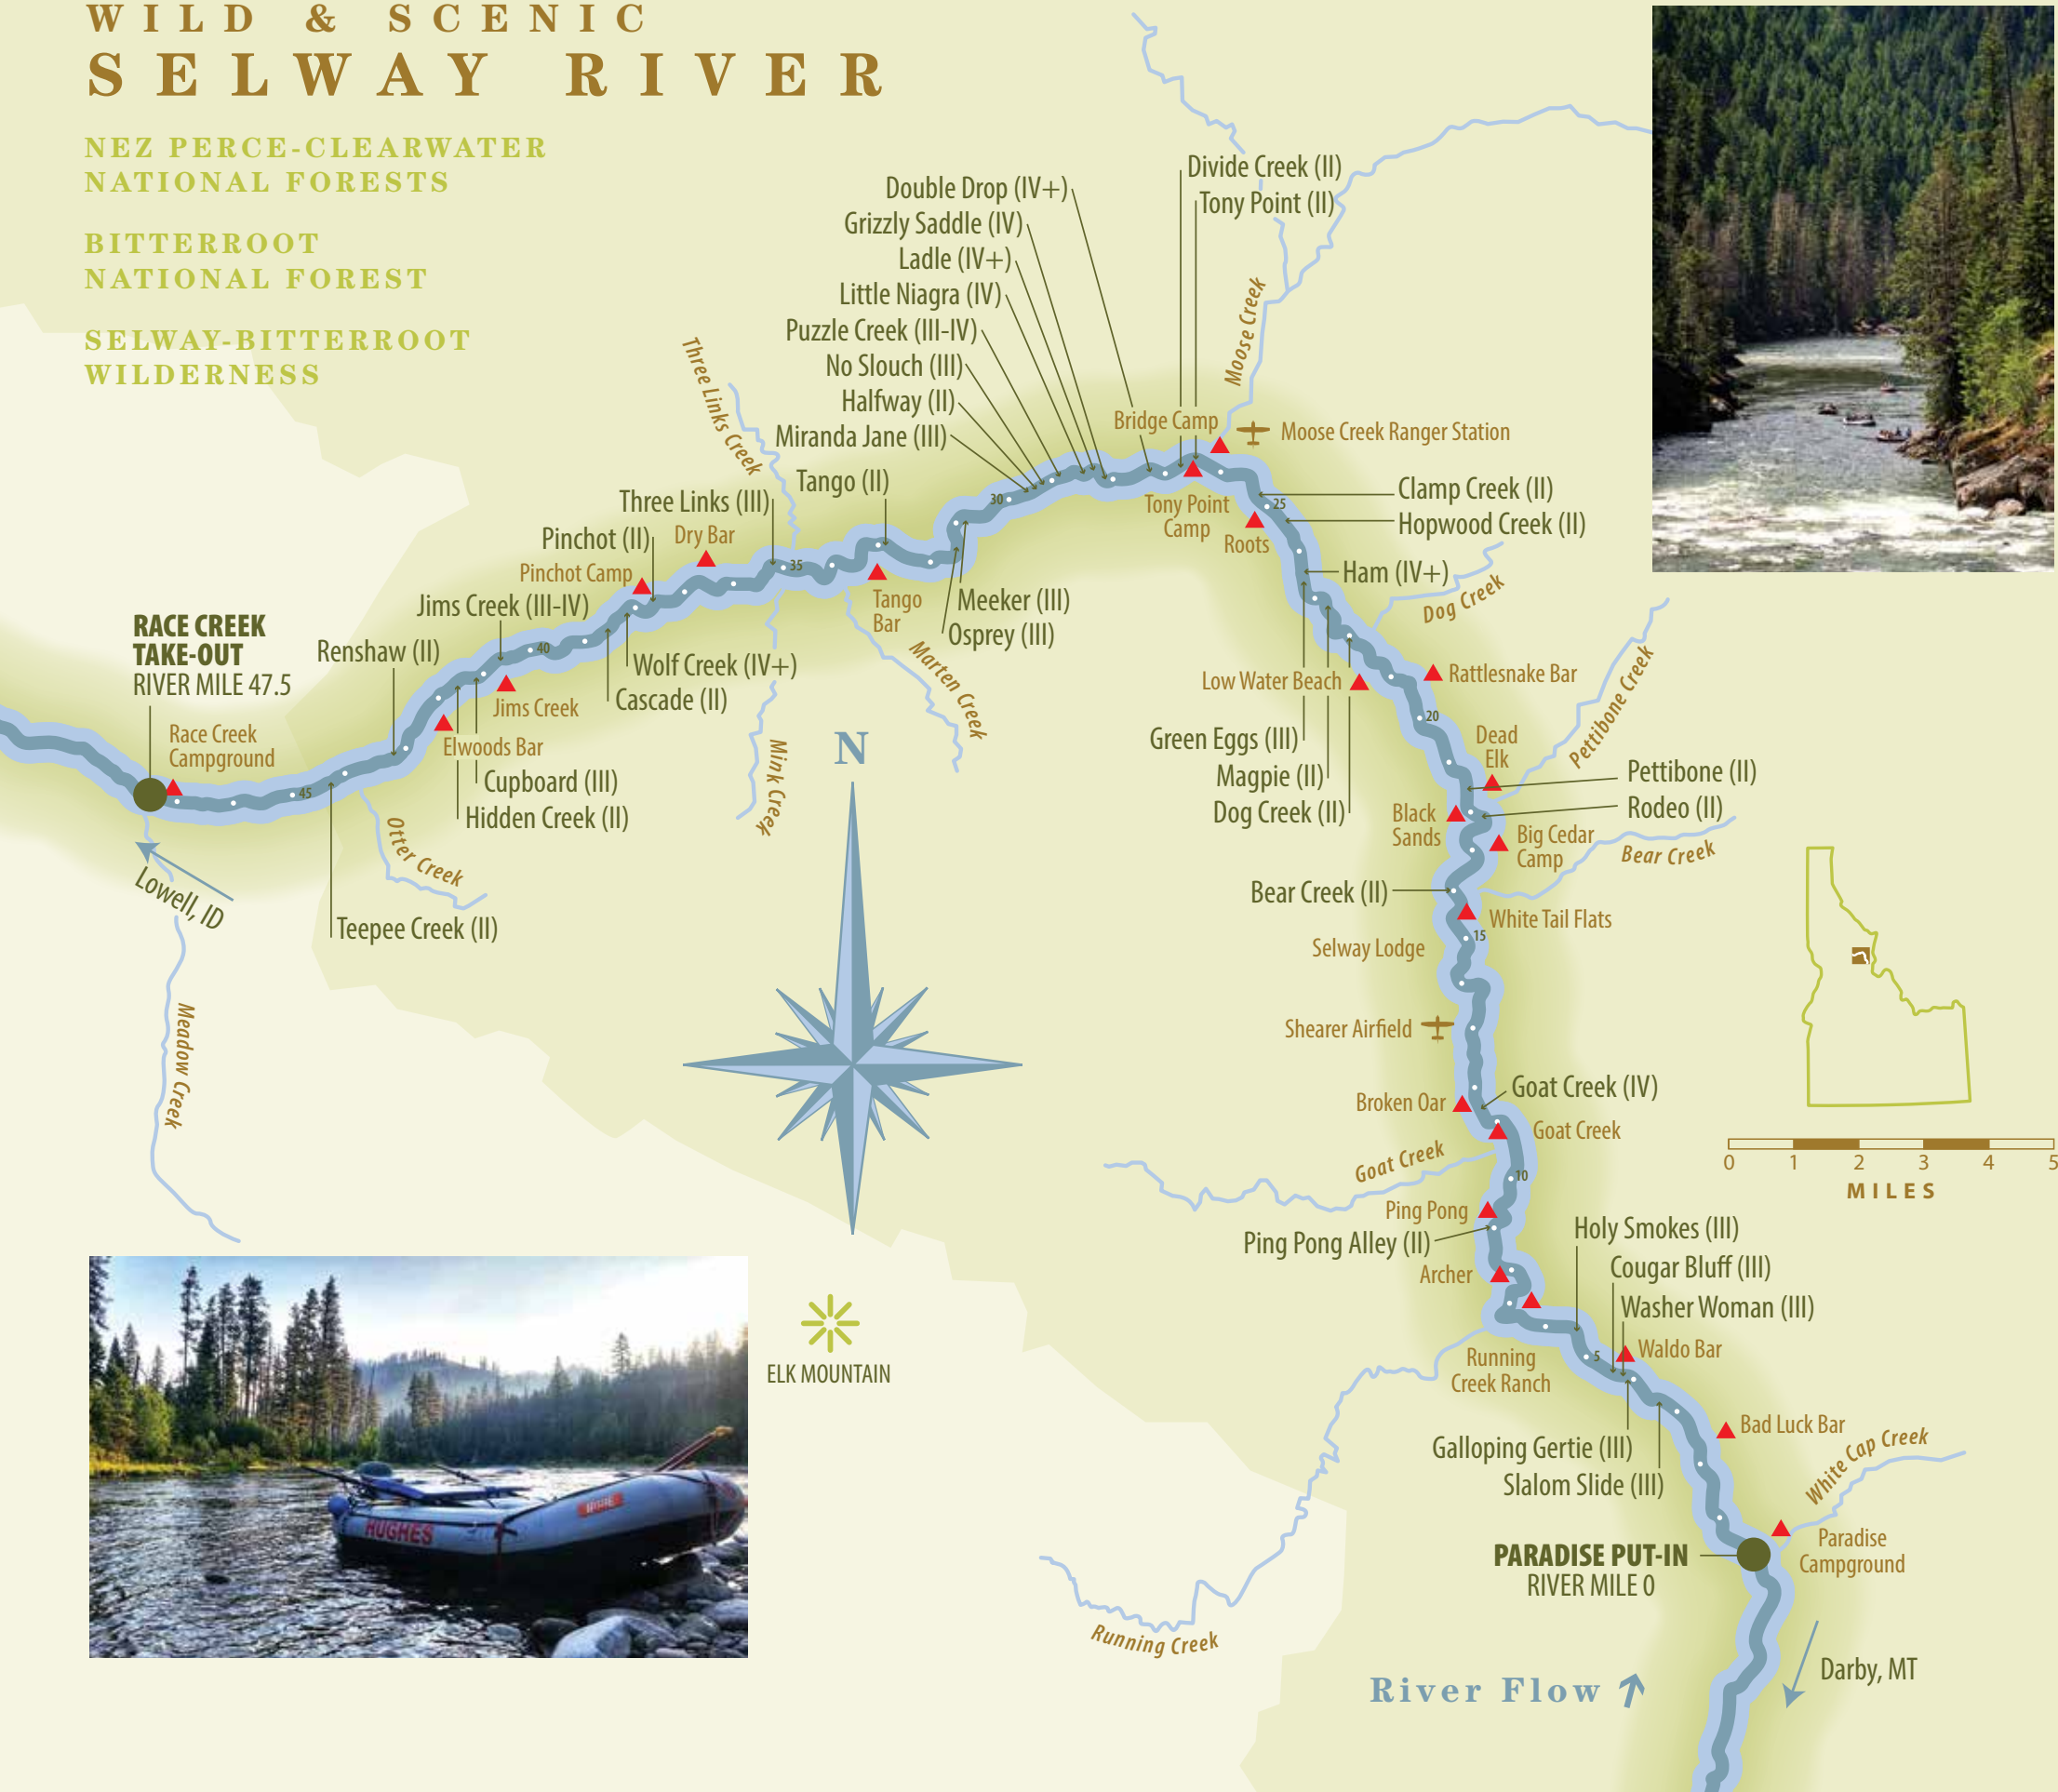 WILD & SCENIC
SELWAY RIVER
NEZ PERCE-CLEARWATER
NATIONAL FORESTS
BITTERROOT
NATIONAL FOREST
SELWAY-BITTERROOT
WILDERNESS
Divide Creek (II)
Tony Point (II)
Double Drop (IV+)
Grizzly Saddle (IV)
Ladle (IV+)
Little Niagra (IV)
Puzzle Creek (III-IV)
No Slouch (III)
Halfway (II)
Miranda Jane (III)
Three Links Creek
Moose Creek
Bridge Camp
Moose Creek Ranger Station
Tango (II)
Three Links (III)
Dry Bar
Pinchot (II)
Pinchot Camp
Jims Creek (III-IV)
30
35
40
45
25
20
15
10
5
Tony Point
Camp
Roots
Clamp Creek (II)
Hopwood Creek (II)
Ham (IV+)
Dog Creek
Tango
Bar
Meeker (III)
Osprey (III)
Marten Creek
RACE CREEK
TAKE-OUT
RIVER MILE 47.5
Renshaw (II)
Wolf Creek (IV+)
Cascade (II)
Jims Creek
Elwoods Bar
Cupboard (III)
Hidden Creek (II)
Race Creek
Campground
Mink Creek
Otter Creek
Lowell, ID
Teepee Creek (II)
Meadow Creek
N
Low Water Beach
Rattlesnake Bar
Green Eggs (III)
Magpie (II)
Dog Creek (II)
Dead
Elk
Pettibone Creek
Pettibone (II)
Rodeo (II)
Black
Sands
Big Cedar
Camp
Bear Creek
Bear Creek (II)
White Tail Flats
Selway Lodge
Shearer Airfield
Goat Creek (IV)
Broken Oar
Goat Creek
Goat Creek
Ping Pong
Ping Pong Alley (II)
Archer
Holy Smokes (III)
Cougar Bluff (III)
Washer Woman (III)
Waldo Bar
Running
Creek Ranch
Bad Luck Bar
Galloping Gertie (III)
Slalom Slide (III)
White Cap Creek
PARADISE PUT-IN
RIVER MILE 0
Paradise
Campground
Running Creek
River Flow
Darby, MT
0 1 2 3 4 5
MILES
ELK MOUNTAIN
HUGHES